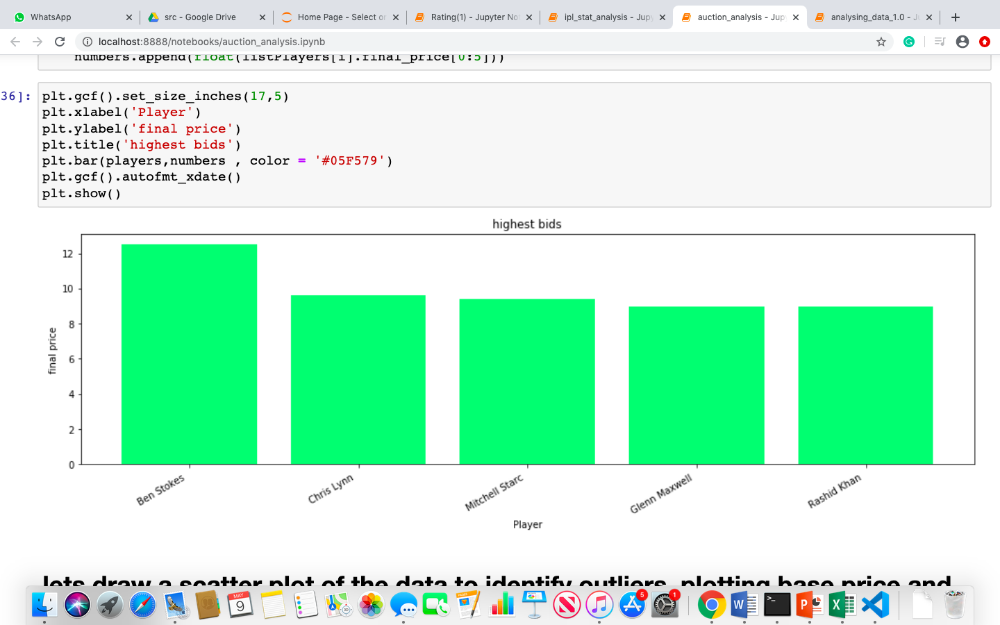 WhatsApp
src - Google Drive
Home Page - Select or
Rating(1) - Jupyter Not
ipl_stat_analysis - Jupy
auction_analysis - Jup
analysing_data_1.0 - J
localhost:8888/notebooks/auction_analysis.ipynb
numbers.append(float(listPlayers[i].final_price[0:5]))
36]:
plt.gcf().set_size_inches(17,5)
plt.xlabel('Player')
plt.ylabel('final price')
plt.title('highest bids')
plt.bar(players,numbers , color = '#05F579')
plt.gcf().autofmt_xdate()
plt.show()
highest bids
12
10
8
6
4
2
0
final price
Ben Stokes
Chris Lynn
Mitchell Starc
Glenn Maxwell
Rashid Khan
Player
lets draw a scatter plot of the data to identify outliers, plotting base price and
MAY
9
6
1